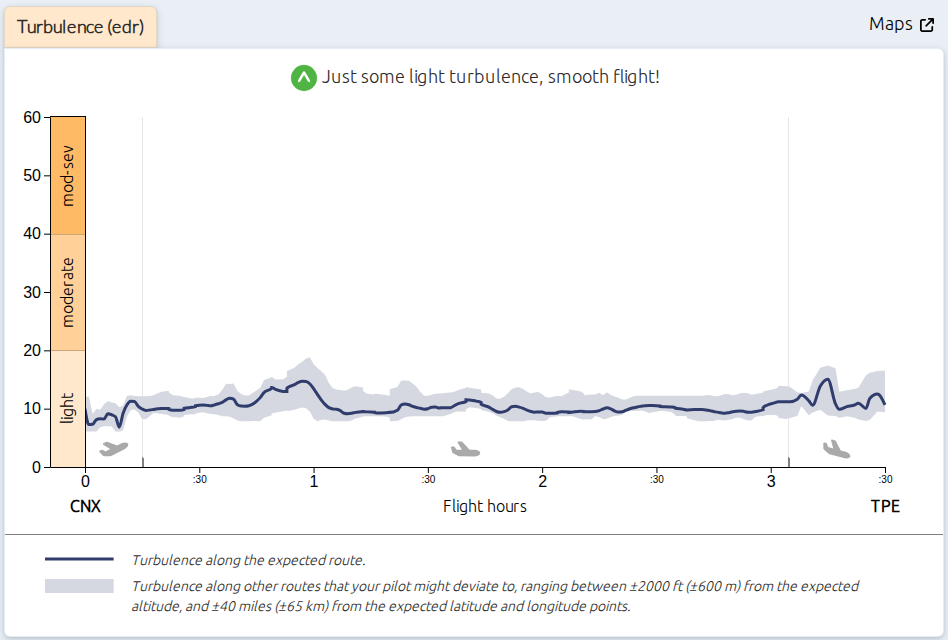 Turbulence (edr)
Maps
Just some light turbulence, smooth flight!
60
50
40
30
20
10
0
mod-sev
moderate
light
0
:30
1
:30
2
:30
3
:30
CNX
Flight hours
TPE
Turbulence along the expected route.
Turbulence along other routes that your pilot might deviate to, ranging between ±2000 ft (±600 m) from the expected
altitude, and ±40 miles (±65 km) from the expected latitude and longitude points.